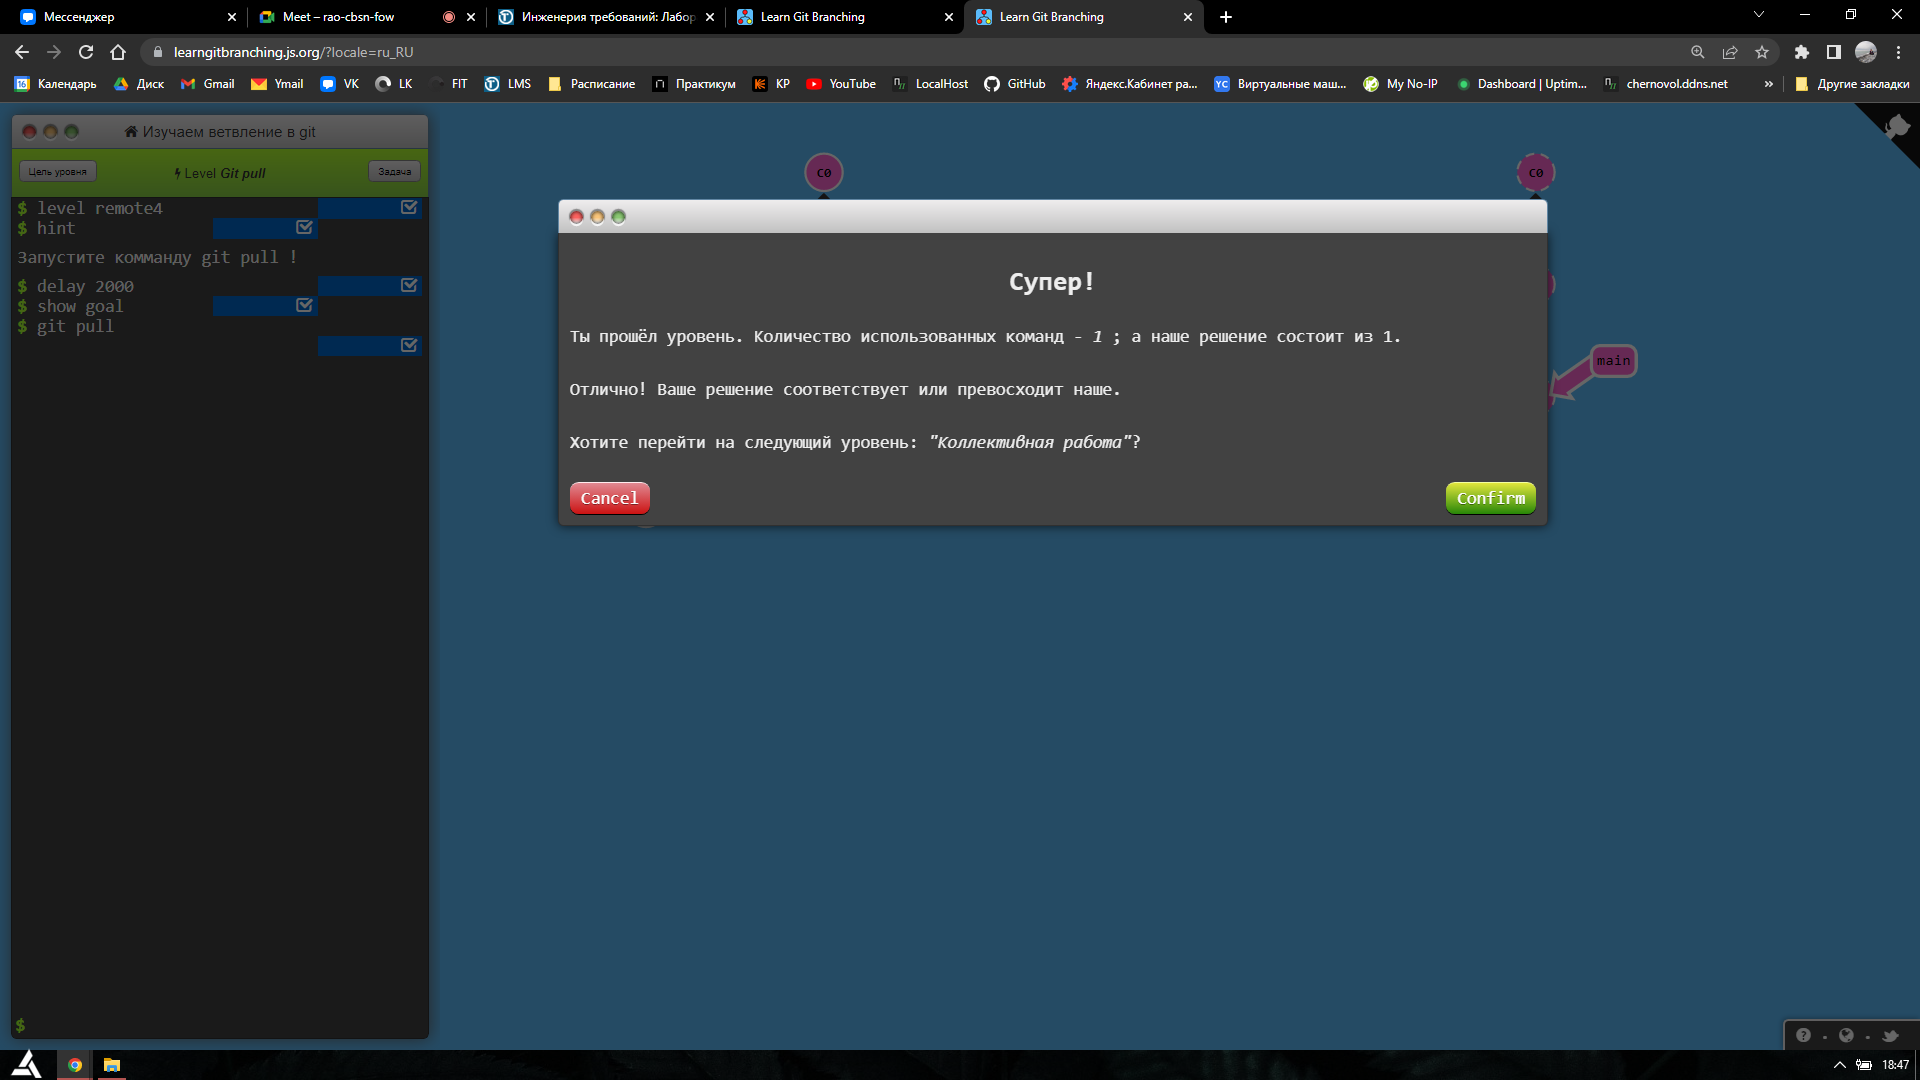 Мессенджер
Meet – rao-cbsn-fow
Инженерия требований: Лабор
Learn Git Branching
Learn Git Branching
learngitbranching.js.org/?locale=ru_RU
Календарь
Диск
Gmail
Ymail
VK
LK
FIT
LMS
Расписание
Практикум
KP
YouTube
LocalHost
GitHub
Яндекс.Кабинет ра...
Виртуальные маш...
My No-IP
Dashboard | Uptim...
chernovol.ddns.net
»
Другие закладки
Изучаем ветвление в git
Цель уровня
Level Git pull
Задача
$ level remote4
$ hint
Запустите комманду git pull !
$ delay 2000
$ show goal
$ git pull
$
C0
C0
main
Супер!
Ты прошёл уровень. Количество использованных команд - 1 ; а наше решение состоит из 1.
Отлично! Ваше решение соответствует или превосходит наше.
Хотите перейти на следующий уровень: "Коллективная работа"?
Cancel
Confirm
18:47